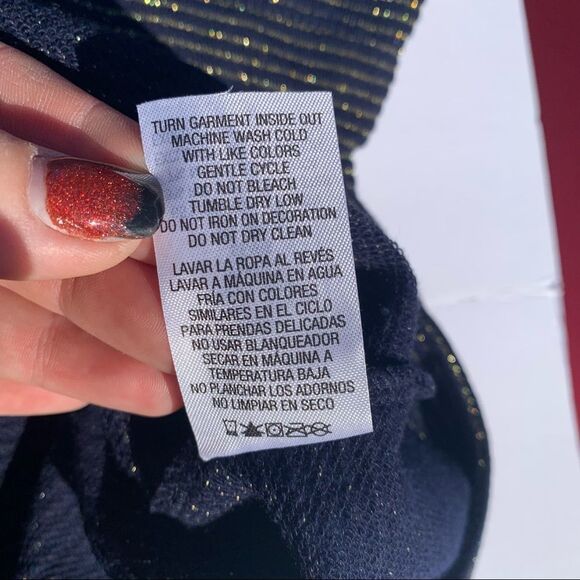 TURN GARMENT INSIDE OUT
MACHINE WASH COLD
WITH LIKE COLORS
GENTLE CYCLE
DO NOT BLEACH
TUMBLE DRY LOW
DO NOT IRON ON DECORATION
DO NOT DRY CLEAN
LAVAR LA ROPA AL REVÉS
LAVAR A MÁQUINA EN AGUA
FRÍA CON COLORES
SIMILARES EN EL CICLO
PARA PRENDAS DELICADAS
NO USAR BLANQUEADOR
SECAR EN MÁQUINA A
TEMPERATURA BAJA
NO PLANCHAR LOS ADORNOS
NO LIMPIAR EN SECO